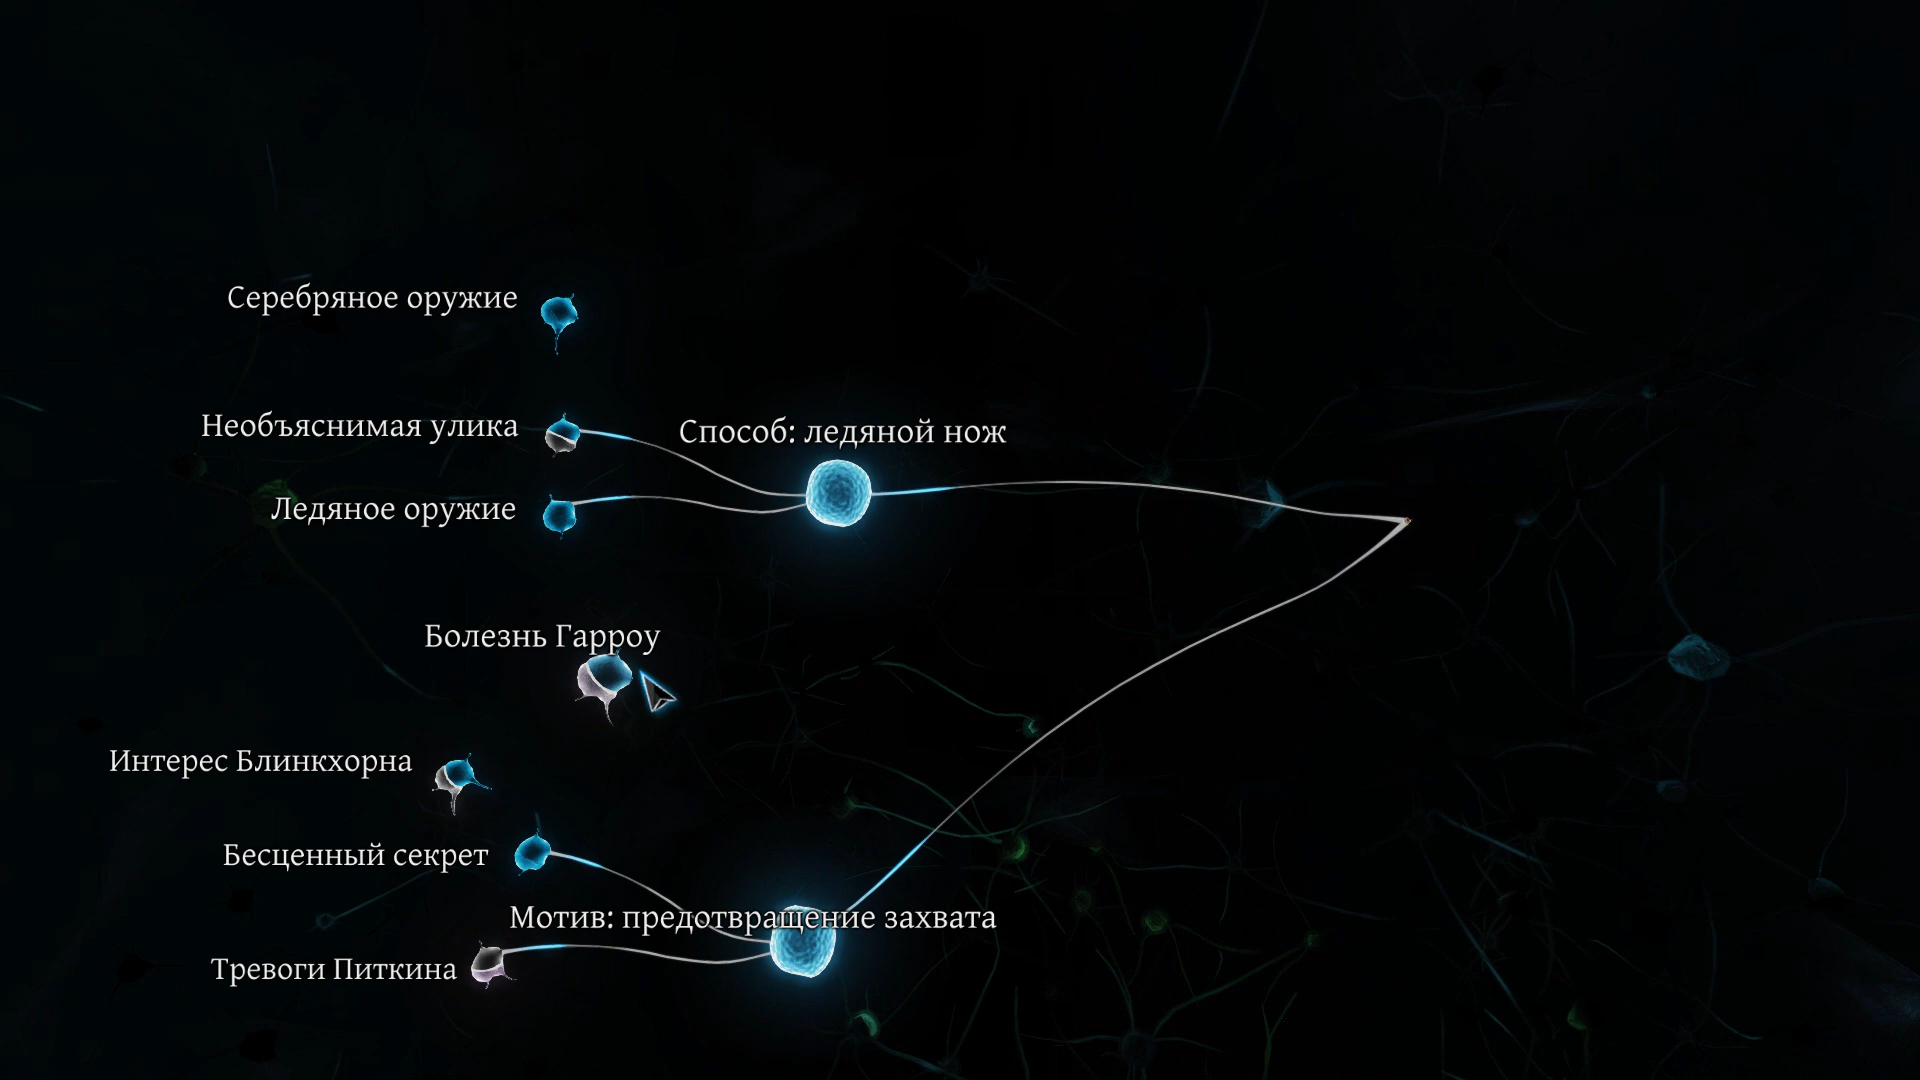 Серебряное оружие
Необъяснимая улика
Способ: ледяной нож
Ледяное оружие
Болезнь Гарроу
Интерес Блинкхорна
Бесценный секрет
Мотив: предотвращение захвата
Тревоги Питкина